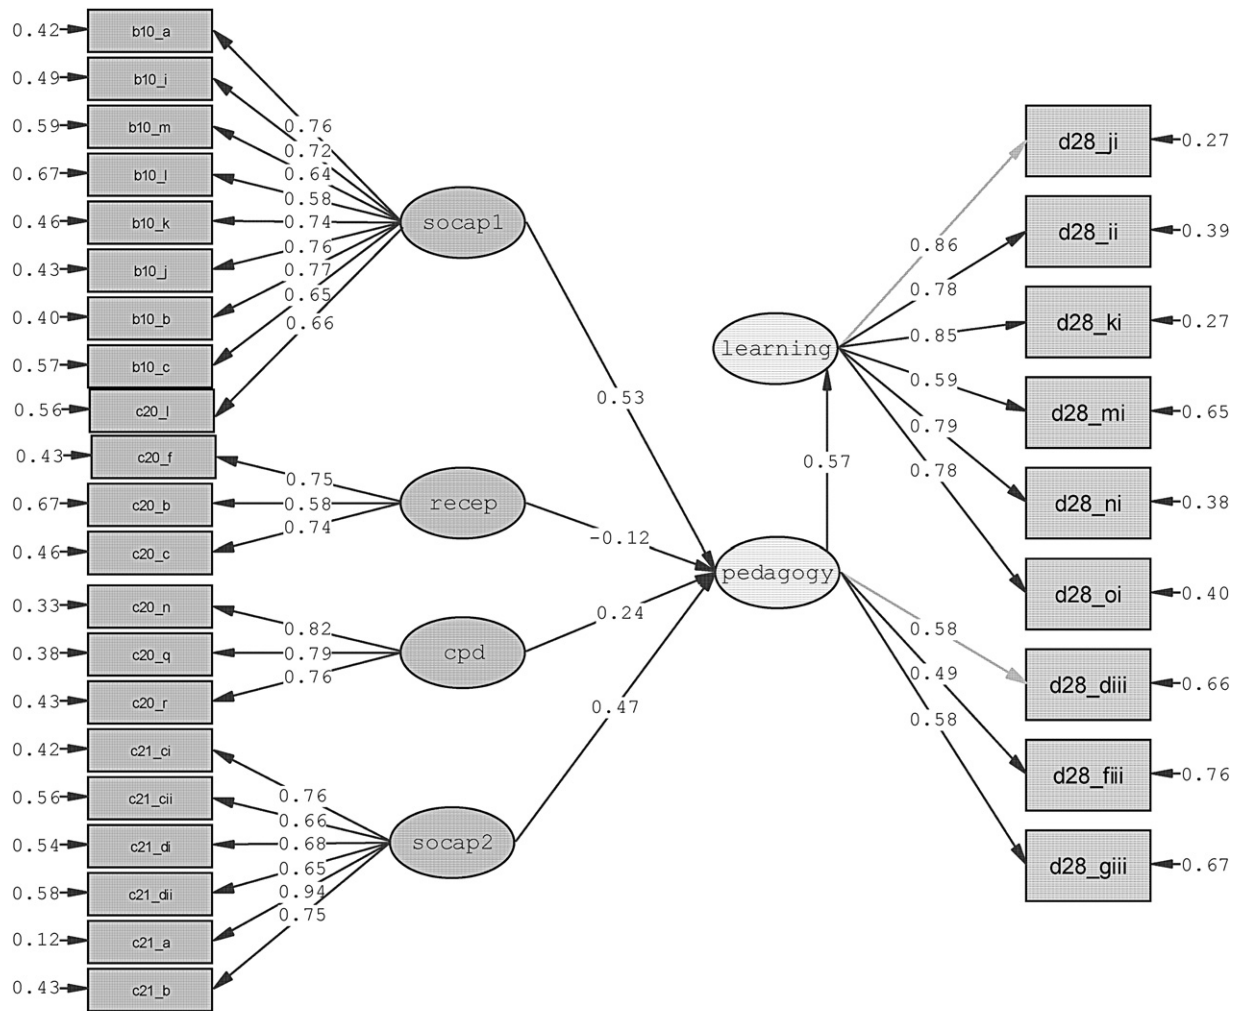 0.42 b10_a
0.49 b10_i
0.59 b10_m
0.67 b10_l
0.46 b10_k
0.43 b10_j
0.40 b10_b
0.57 b10_c
0.56 c20_l
0.43 c20_f
0.67 c20_b
0.46 c20_c
0.33 c20_n
0.38 c20_q
0.43 c20_r
0.42 c21_ci
0.56 c21_cii
0.54 c21_di
0.58 c21_dii
0.12 c21_a
0.43 c21_b
0.76
0.72
0.64
0.58
0.74
0.76
0.77
0.65
0.66
0.75
0.58
0.74
0.82
0.79
0.76
0.76
0.66
0.68
0.65
0.94
0.75
socap1
recep
cpd
socap2
0.53
-0.12
0.24
0.47
learning
0.57
pedagogy
0.86
0.78
0.85
0.59
0.79
0.78
0.58
0.49
0.58
d28_ji 0.27
d28_ii 0.39
d28_ki 0.27
d28_mi 0.65
d28_ni 0.38
d28_oi 0.40
d28_diii 0.66
d28_fiii 0.76
d28_giii 0.67